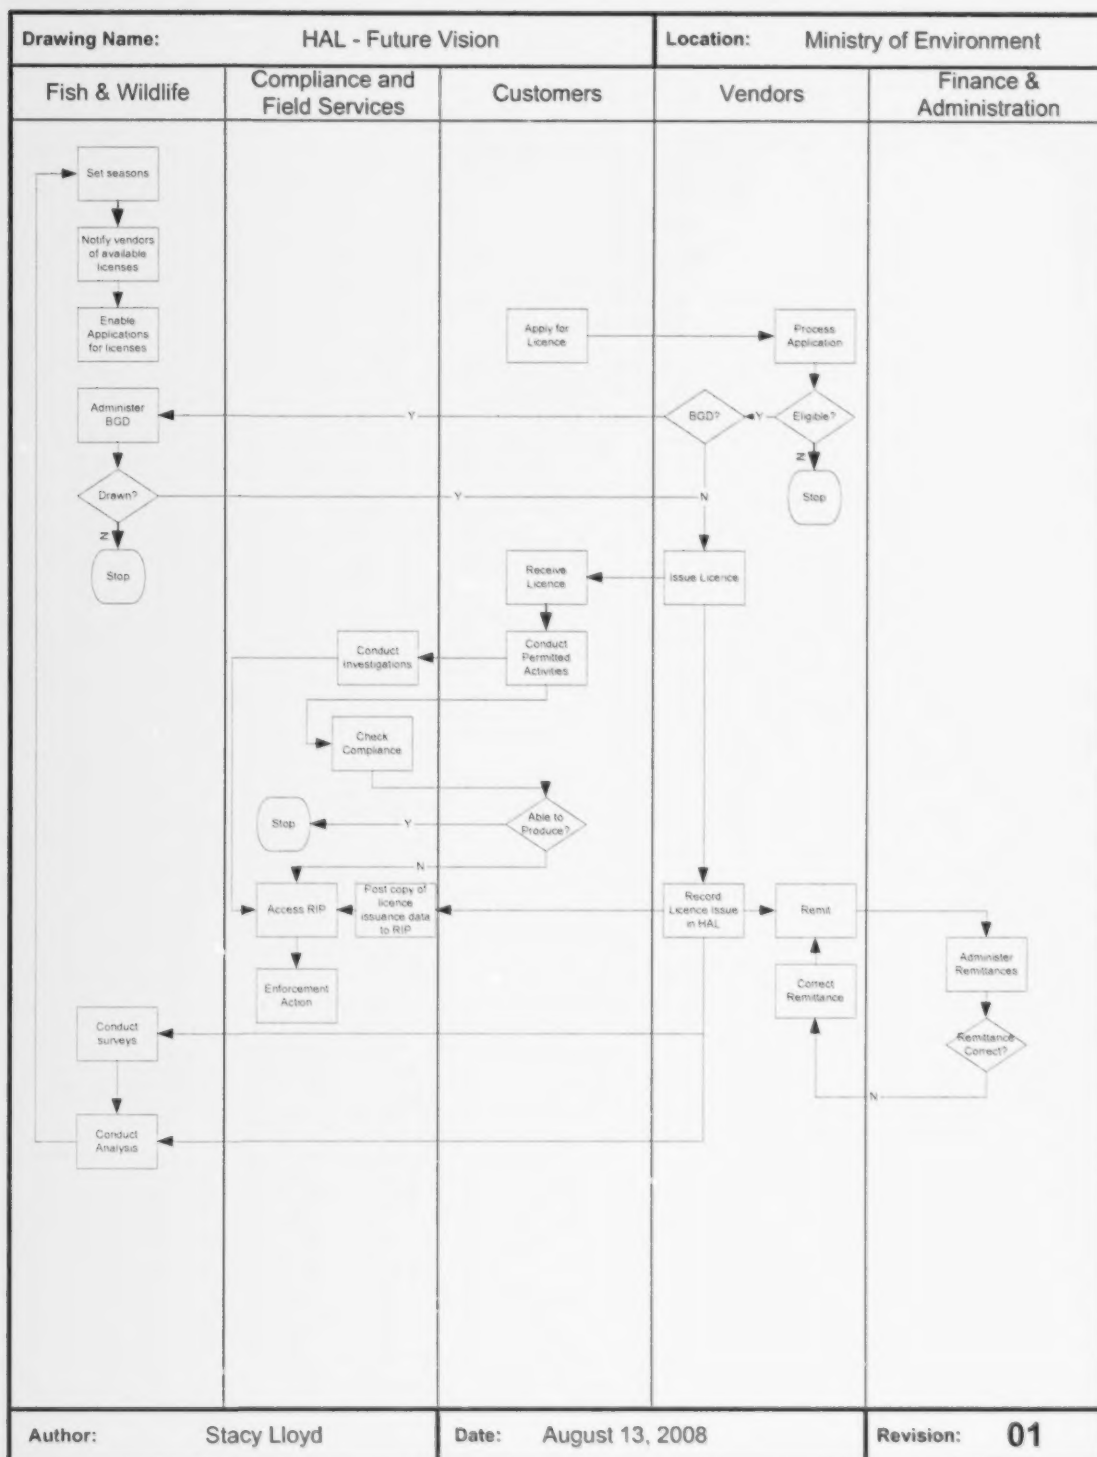 Drawing Name: HAL - Future Vision
Location: Ministry of Environment
Fish & Wildlife
Compliance and
Field Services
Customers
Vendors
Finance &
Administration
Set seasons
Notify vendors
of available
licenses
Enable
Applications
for licenses
Apply for
Licence
Process
Application
Administer
BGD
Y
BGD?
Y
Eligible?
N
Stop
Drawn?
Y
N
N
Stop
Receive
Licence
Issue Licence
Conduct
Investigations
Conduct
Permitted
Activities
Check
Compliance
Stop
Y
Able to
Produce?
N
Access RIP
Post copy of
licence
issuance data
to RIP
Record
Licence Issue
in HAL
Remit
Administer
Remittances
Enforcement
Action
Correct
Remittance
Conduct
surveys
Remittance
Correct?
N
Conduct
Analysis
Author: Stacy Lloyd
Date: August 13, 2008
Revision: 01